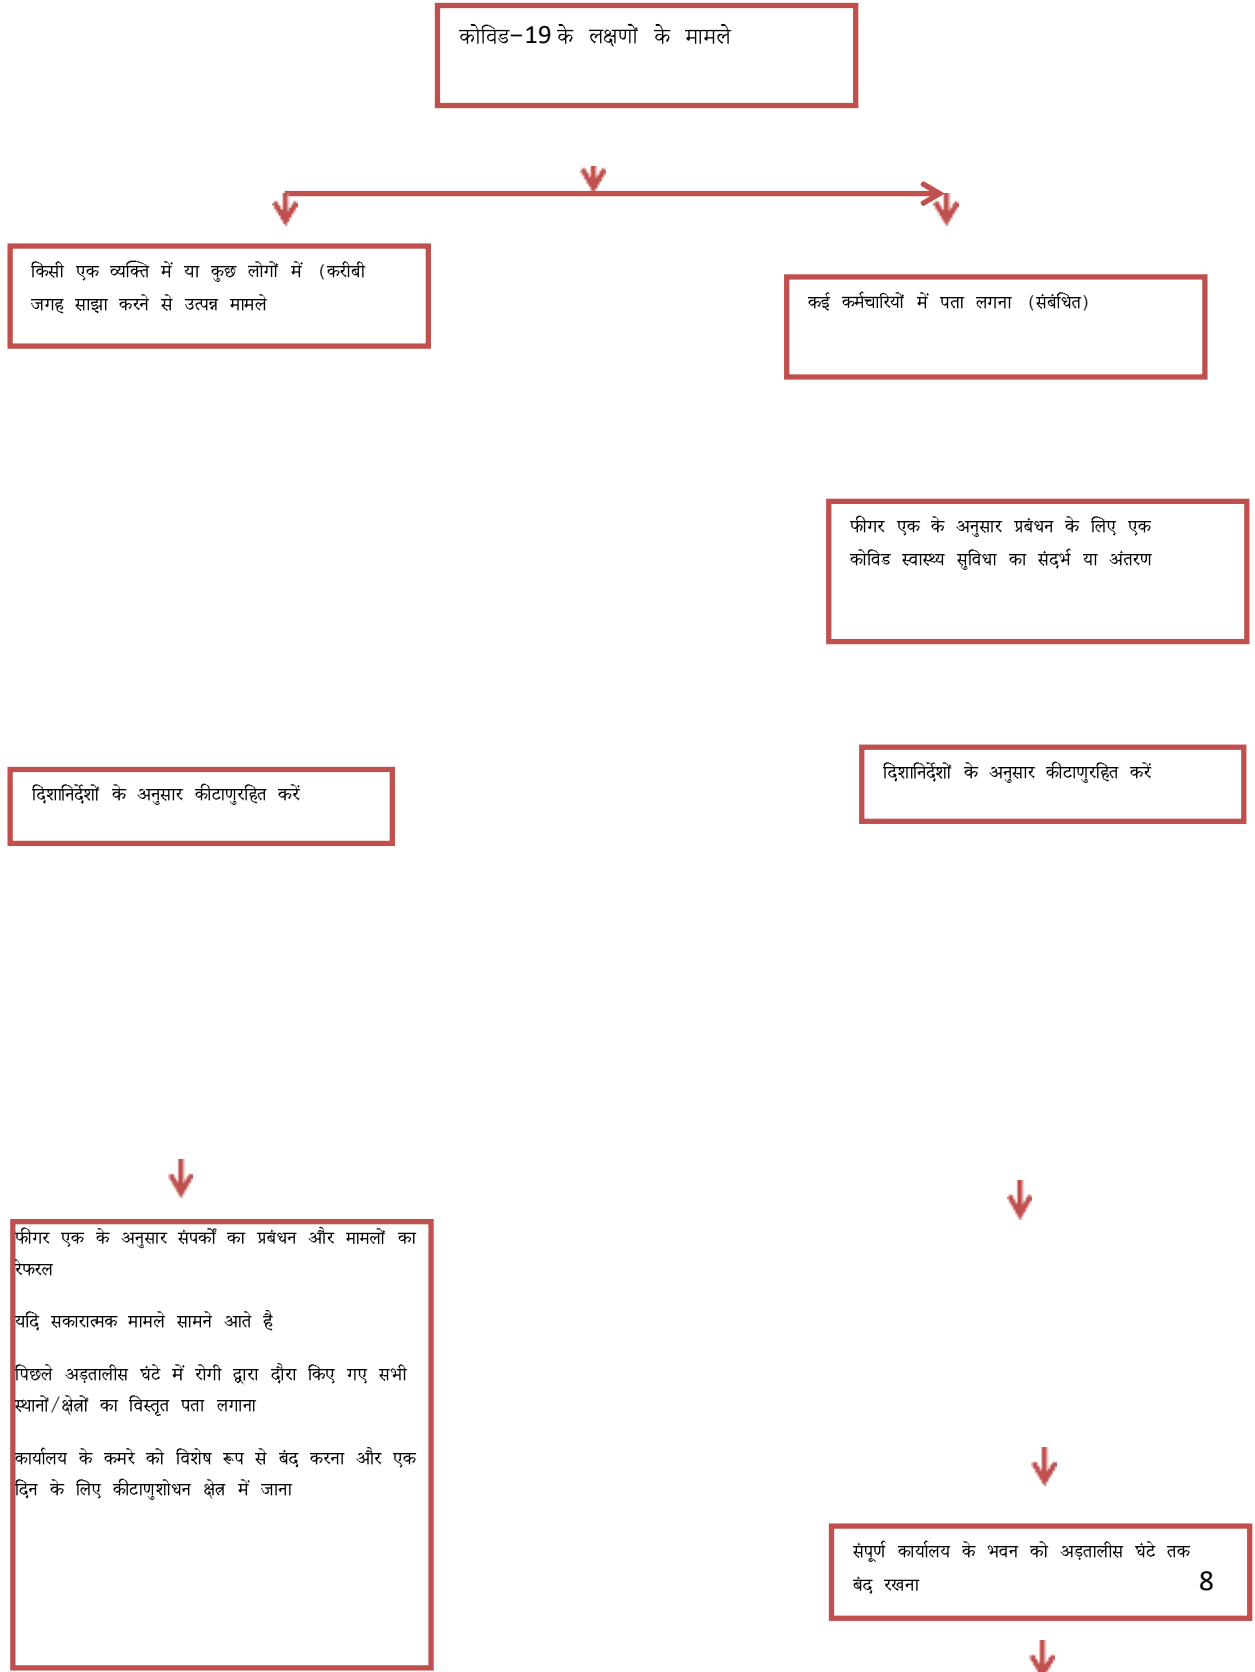 कोविड–19 के लक्षणों के मामले
किसी एक व्यक्ति में या कुछ लोगों में (करीबी
जगह साझा करने से उत्पन्न मामले
कई कर्मचारियों में पता लगना (संबंधित)
फीगर एक के अनुसार प्रबंधन के लिए एक
कोविड स्वास्थ्य सुविधा का संदर्भ या अंतरण
दिशानिर्देशों के अनुसार कीटाणुरहित करें
दिशानिर्देशों के अनुसार कीटाणुरहित करें
फीगर एक के अनुसार संपर्कों का प्रबंधन और मामलों का
रेफरल
यदि सकारात्मक मामले सामने आते है
पिछले अड़तालीस घंटे में रोगी द्वारा दौरा किए गए सभी
स्थानों/क्षेत्रों का विस्तृत पता लगाना
कार्यालय के कमरे को विशेष रूप से बंद करना और एक
दिन के लिए कीटाणुशोधन क्षेत्र में जाना
संपूर्ण कार्यालय के भवन को अड़तालीस घंटे तक
बंद रखना
8